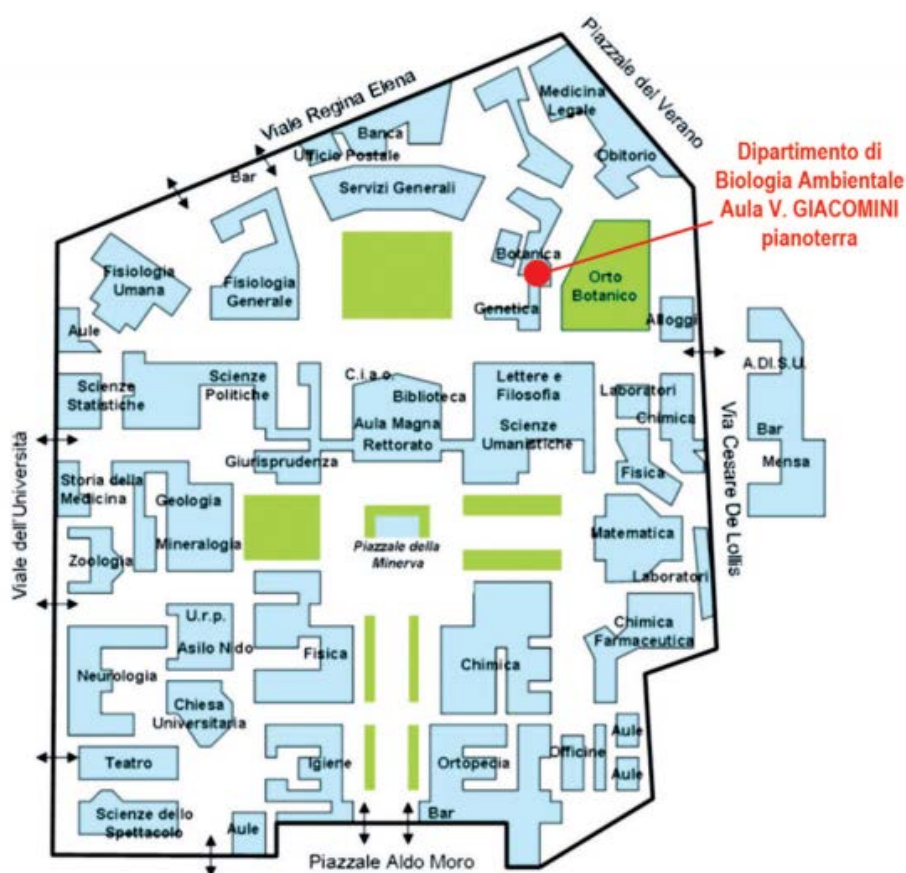 Viale Regina Elena
Piazzale del Verano
Medicina
Legale
Banca
Ufficio Postale
Obitorio
Dipartimento di
Biologia Ambientale
Aula V. GIACOMINI
pianoterra
Bar
Servizi Generali
Botanica
Fisiologia
Umana
Fisiologia
Generale
Orto
Botanico
Genetica
Aule
Alloggi
Scienze
Statistiche
Scienze
Politiche
C.i.a.o.
Biblioteca
Lettere e
Filosofia
Laboratori
Chimica
A.DI.S.U.
Aula Magna
Rettorato
Scienze
Umanistiche
Bar
Mensa
Giurisprudenza
Fisica
Via Cesare De Lollis
Viale dell'Università
Storia della
Medicina
Geologia
Mineralogia
Zoologia
Piazzale della
Minerva
Matematica
Laboratori
U.r.p.
Asilo Nido
Fisica
Chimica
Chimica
Farmaceutica
Neurologia
Chiesa
Universitaria
Teatro
Igiene
Ortopedia
Officine
Aule
Aule
Scienze dello
Spettacolo
Aule
Bar
Piazzale Aldo Moro